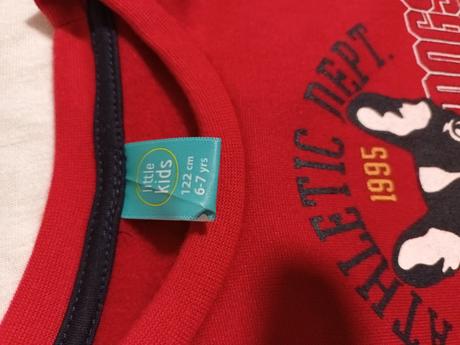 little
kids
122 cm
6-7 yrs
ATHLETIC DEPT.
1995
DOGS